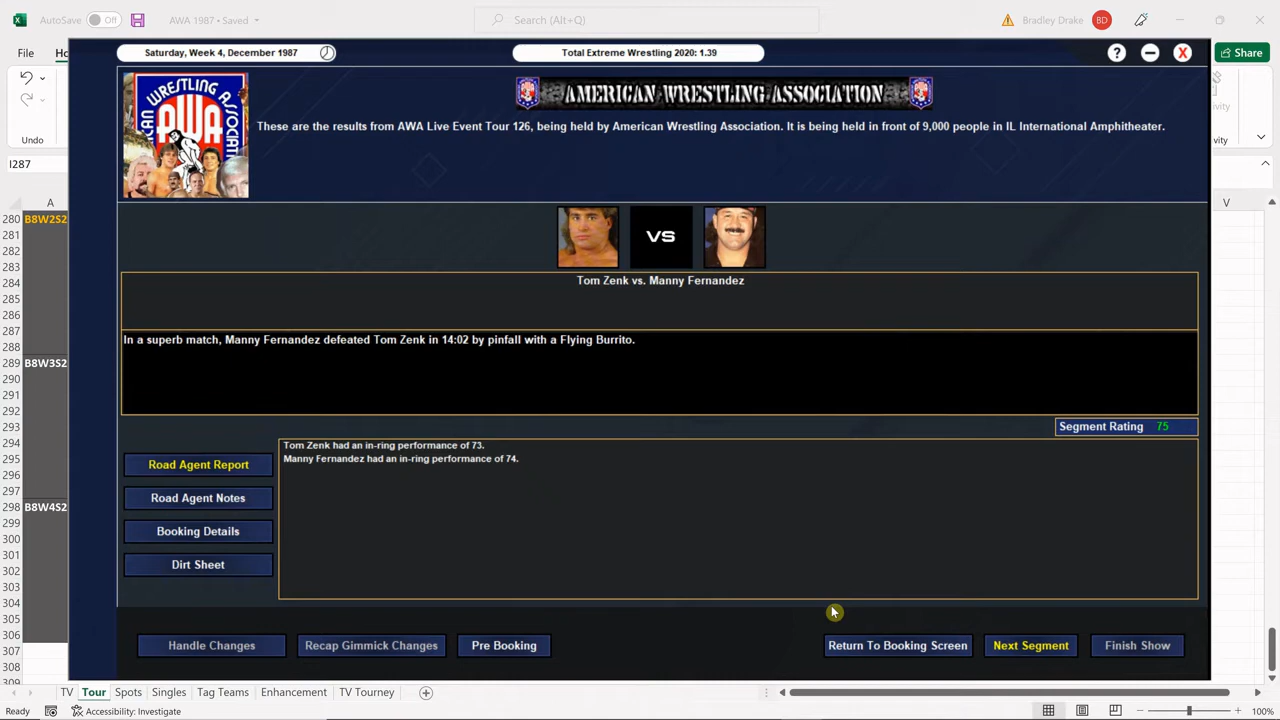 AutoSave Off AWA 1987 • Saved Search (Alt+Q) Bradley Drake BD
File Share
Saturday, Week 4, December 1987 Total Extreme Wrestling 2020: 1.39 ? X
WRESTLING
AWA
AMERICAN WRESTLING ASSOCIATION
These are the results from AWA Live Event Tour 126, being held by American Wrestling Association. It is being held in front of 9,000 people in IL International Amphitheater.
Undo
I287
A V
280 B8W2S2
281
282
283
284
285
286
287
288
289 B8W3S2
290
291
292
293
294
295
296
297
298 B8W4S2
299
300
301
302
303
304
305
306
307
308
VS
Tom Zenk vs. Manny Fernandez
In a superb match, Manny Fernandez defeated Tom Zenk in 14:02 by pinfall with a Flying Burrito.
Segment Rating 75
Tom Zenk had an in-ring performance of 73.
Manny Fernandez had an in-ring performance of 74.
Road Agent Report
Road Agent Notes
Booking Details
Dirt Sheet
Handle Changes Recap Gimmick Changes Pre Booking Return To Booking Screen Next Segment Finish Show
TV Tour Spots Singles Tag Teams Enhancement TV Tourney
Ready Accessibility: Investigate 100%